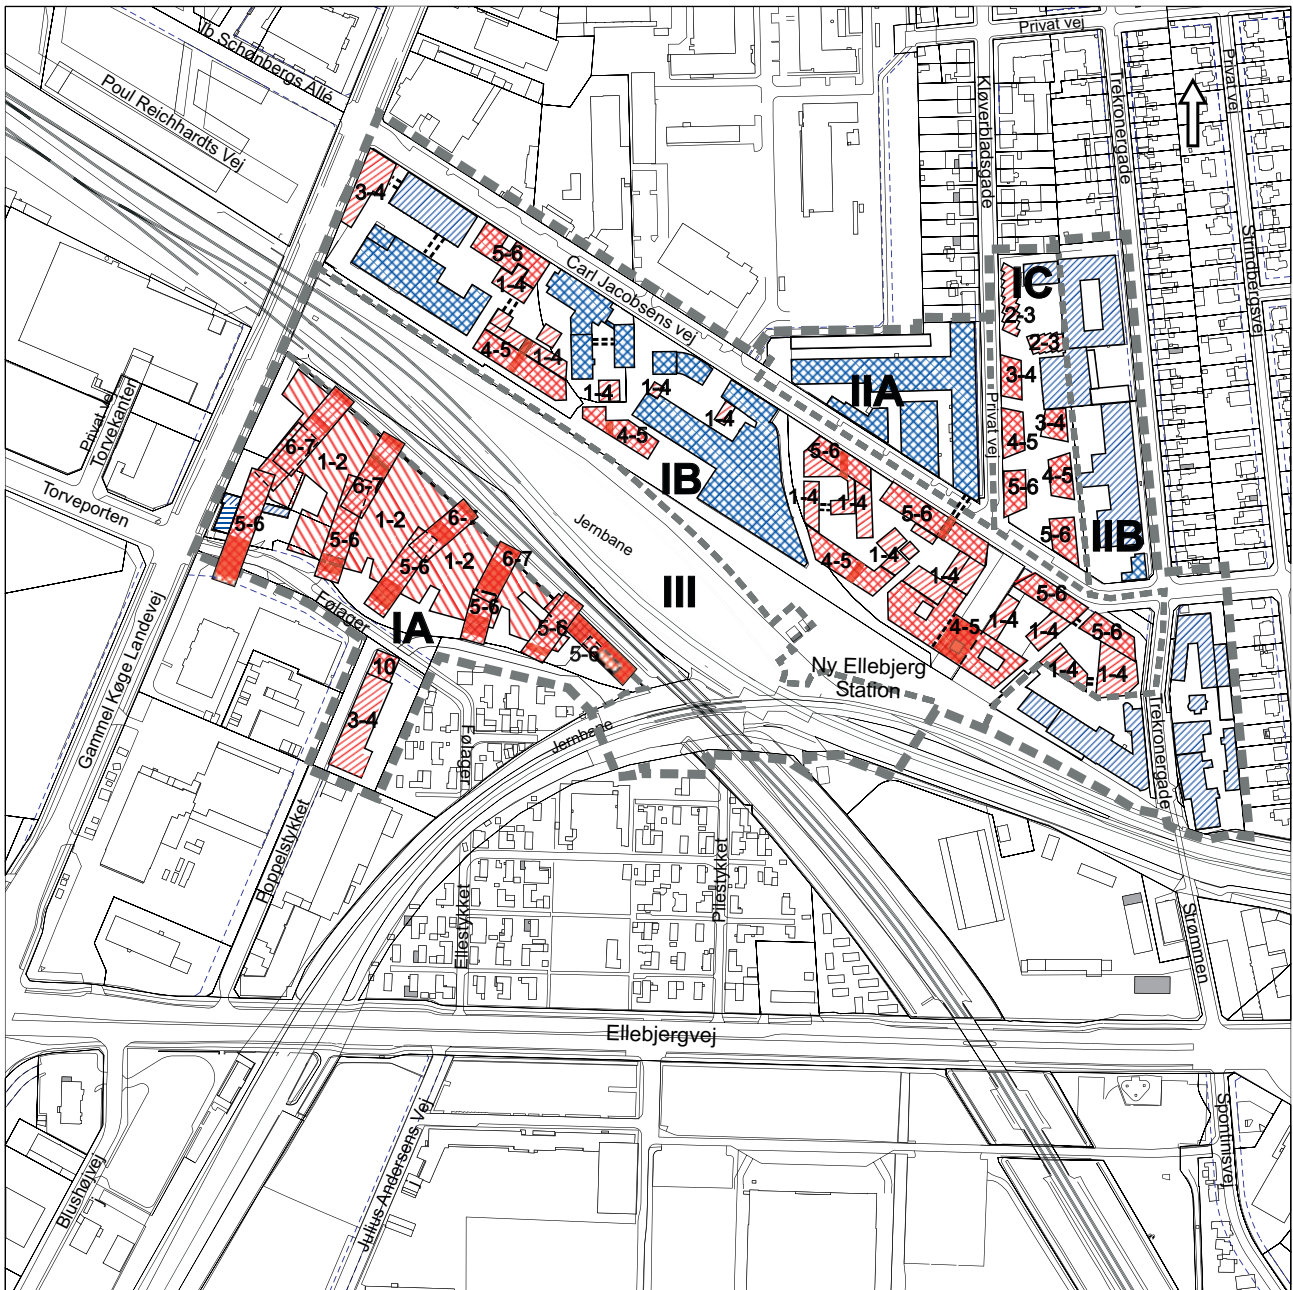 Privat vej
Ib Schønbergs Allé
Poul Reichhardts Vej
Kløverbladsgade
Trekronergade
Privat vej
Strindbergsvej
3-4
5-6
1-4
Carl Jacobsens vej
IC
2-3
2-3
4-5
1-4
3-4
1-4
1-4
1-4
IIA
Privat vej
Torvekanten
Privat vej
3-4
4-5
4-5
6-7
1-2
5-6
IB
4-5
5-6
6-7
1-4
1-4
5-6
Torveporten
5-6
1-2
6-7
Jernbane
5-6
IIB
5-6
1-4
4-5
5-6
1-2
6-7
1-4
III
5-6
5-6
Følager
IA
5-6
4-5
1-4
1-4
5-6
5-6
10
Ny Ellebjerg
Station
1-4
1-4
Gammel Køge Landevej
3-4
Følager
Jernbane
Trekronergade
Poppelstykket
Ellestykket
Pilestykket
Strømmen
Ellebjergvej
Blushøjvej
Julius Andersens Vej
Spontinisvej